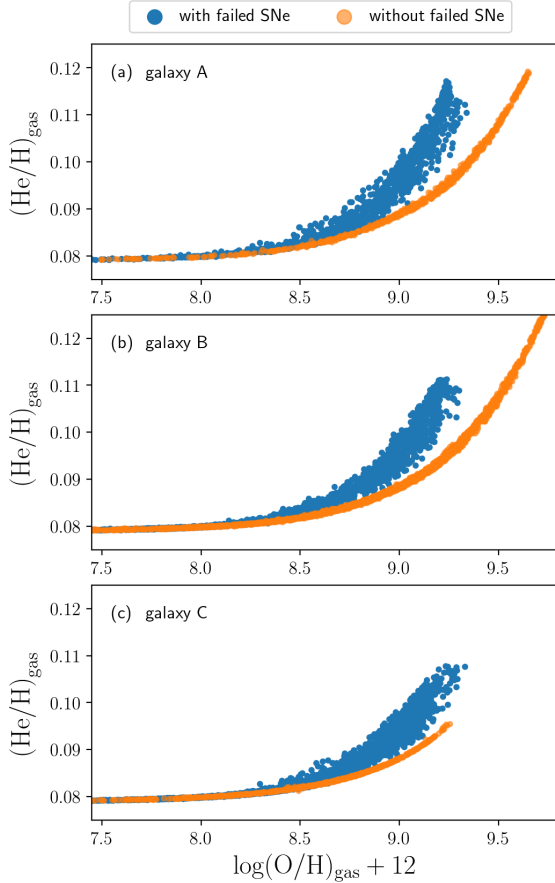 with failed SNe without failed SNe
(a) galaxy A
0.12
0.11
0.10
0.09
0.08
(He/H)gas
7.5 8.0 8.5 9.0 9.5
(b) galaxy B
0.12
0.11
0.10
0.09
0.08
(He/H)gas
7.5 8.0 8.5 9.0 9.5
(c) galaxy C
0.12
0.11
0.10
0.09
0.08
(He/H)gas
7.5 8.0 8.5 9.0 9.5
log(O/H)gas + 12